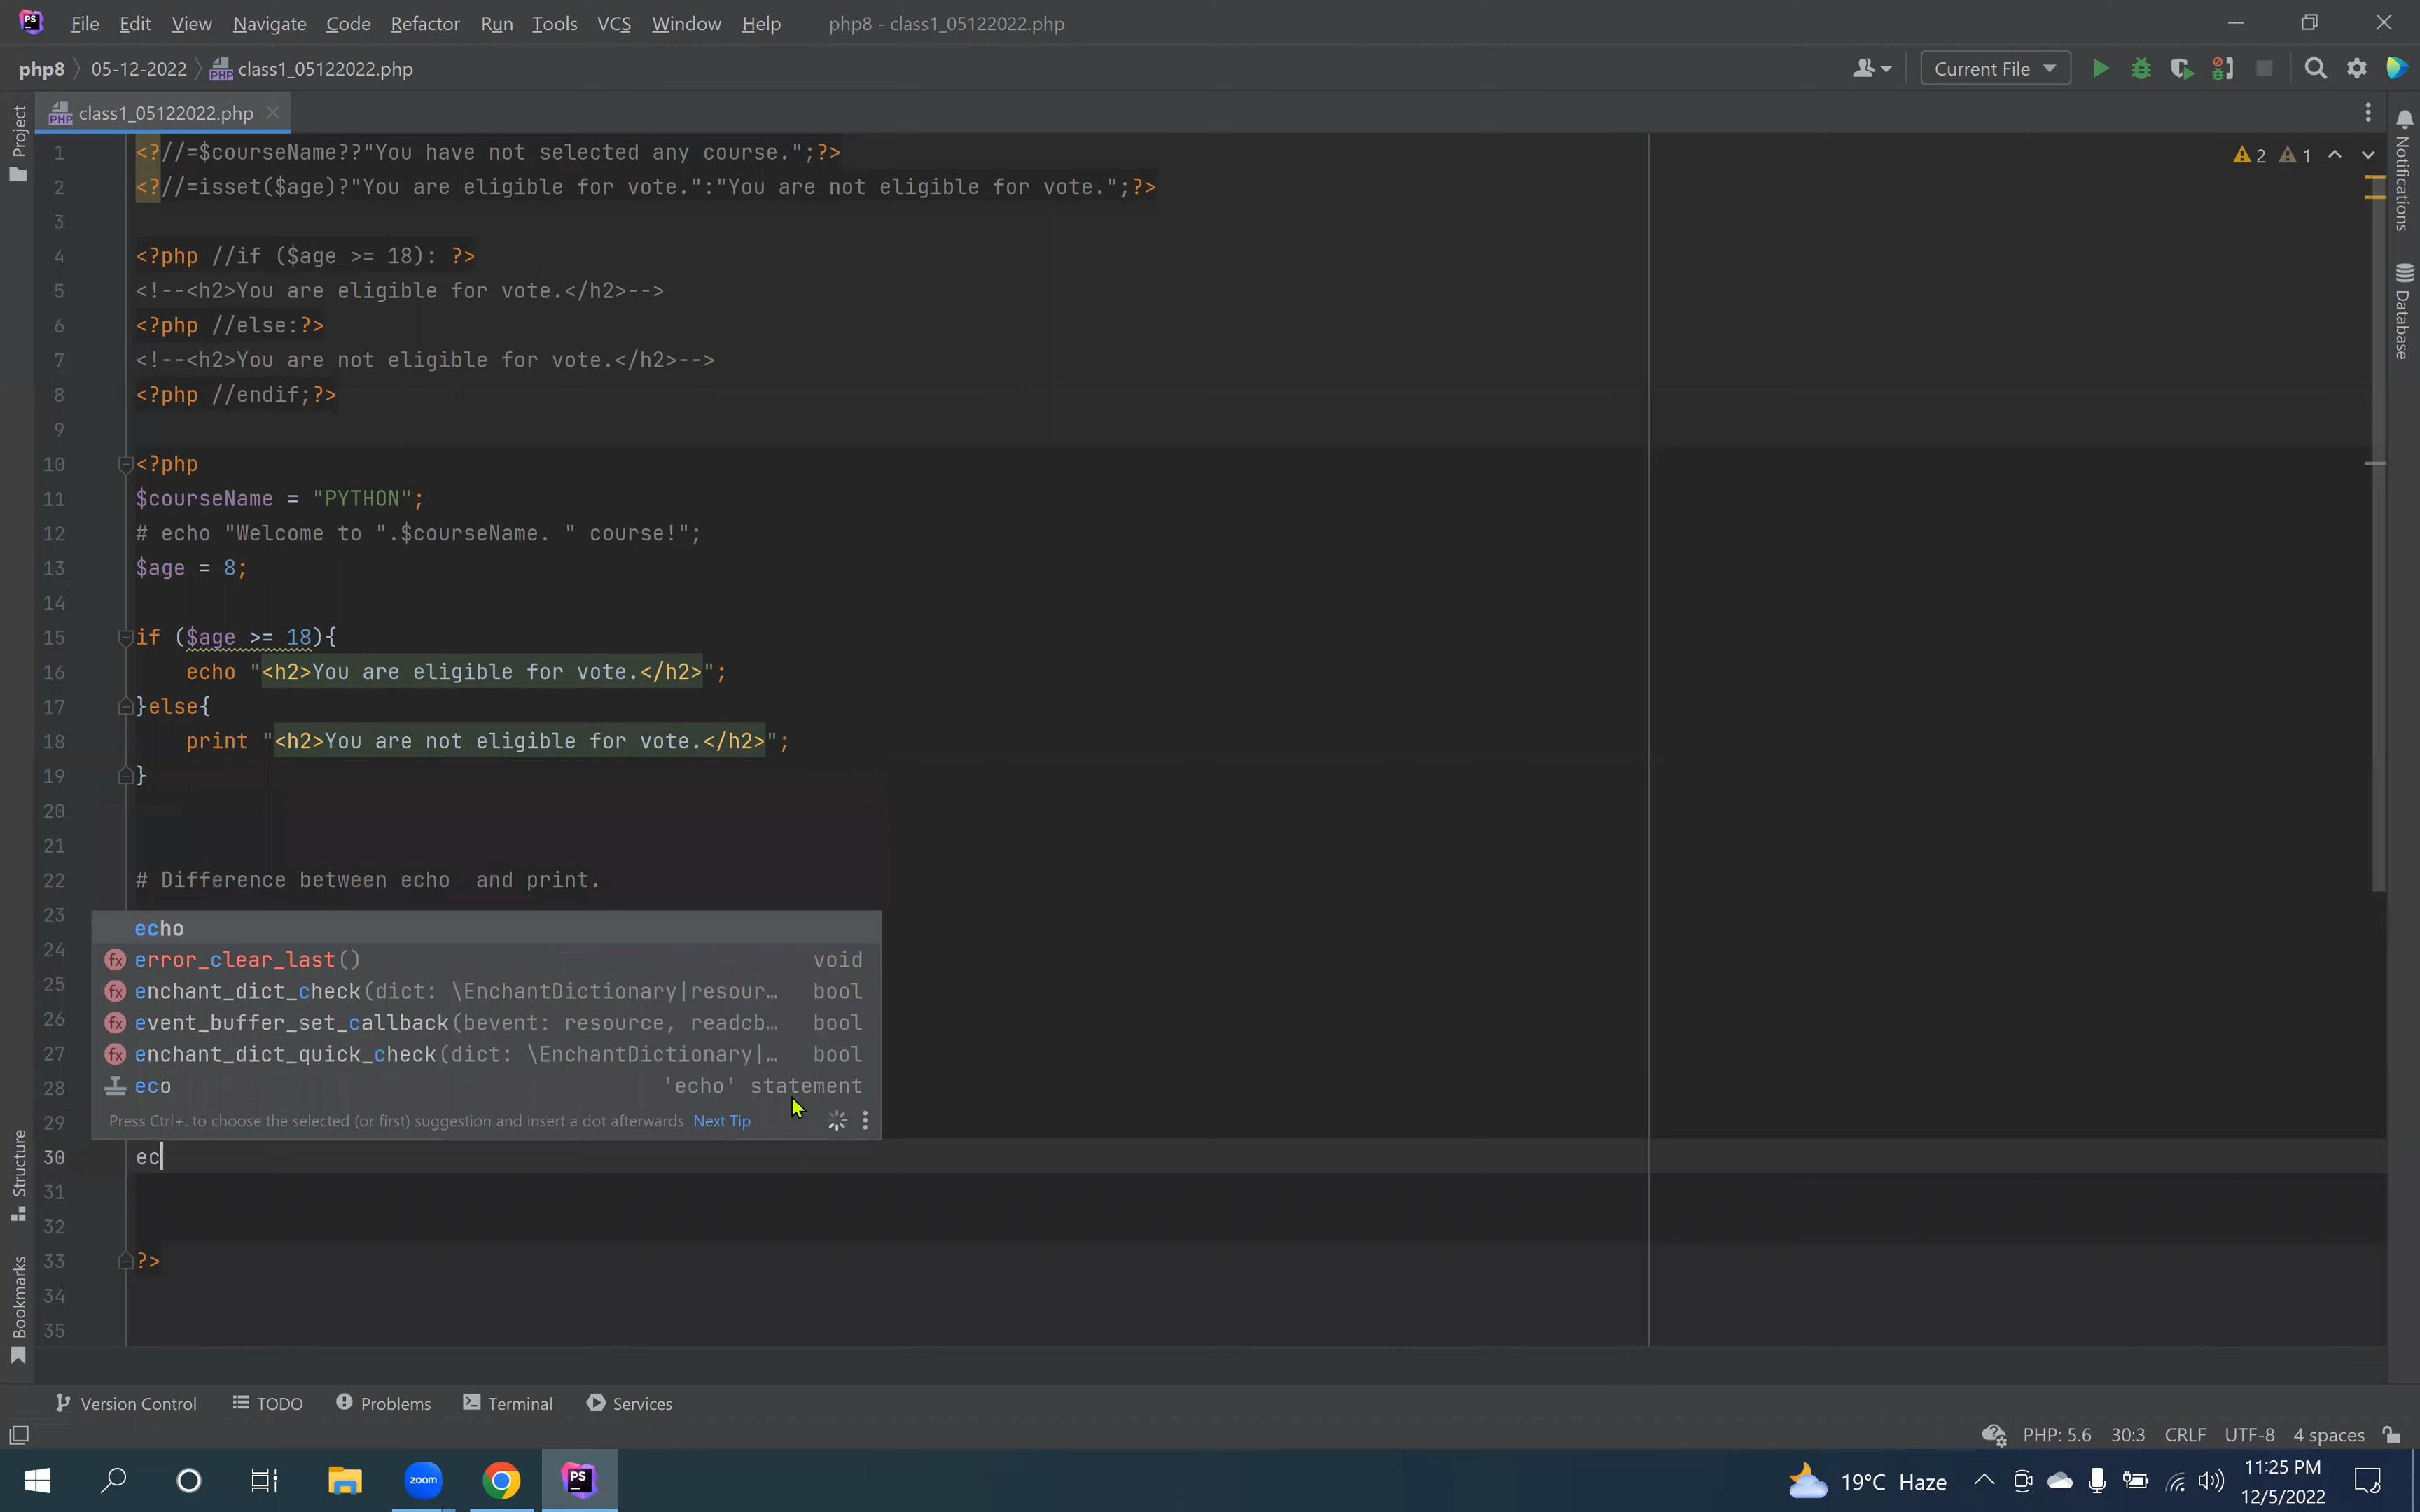 PS File Edit View Navigate Code Refactor Run Tools VCS Window Help php8 - class1_05122022.php
php8 05-12-2022 class1_05122022.php Current File
class1_05122022.php
Project
Notifications
Database
Structure
Bookmarks
2 1
1 <?//=$courseName??"You have not selected any course.";?>
2 <?//=isset($age)?"You are eligible for vote.":"You are not eligible for vote.";?>
3
4 <?php //if ($age >= 18): ?>
5 <!--<h2>You are eligible for vote.</h2>-->
6 <?php //else:?>
7 <!--<h2>You are not eligible for vote.</h2>-->
8 <?php //endif;?>
9
10 <?php
11 $courseName = "PYTHON";
12 # echo "Welcome to ".$courseName. " course!";
13 $age = 8;
14
15 if ($age >= 18){
16 echo "<h2>You are eligible for vote.</h2>";
17 }else{
18 print "<h2>You are not eligible for vote.</h2>";
19 }
20
21
22 # Difference between echo  and print.
23
echo
24
error_clear_last() void
25
enchant_dict_check(dict: \EnchantDictionary|resour... bool
26
event_buffer_set_callback(bevent: resource, readcb... bool
27
enchant_dict_quick_check(dict: \EnchantDictionary|... bool
28
eco 'echo' statement
29
Press Ctrl+. to choose the selected (or first) suggestion and insert a dot afterwards Next Tip
30 ec
31
32
33 ?>
34
35
Version Control TODO Problems Terminal Services
PHP: 5.6 30:3 CRLF UTF-8 4 spaces
zoom PS 19°C Haze 11:25 PM
12/5/2022